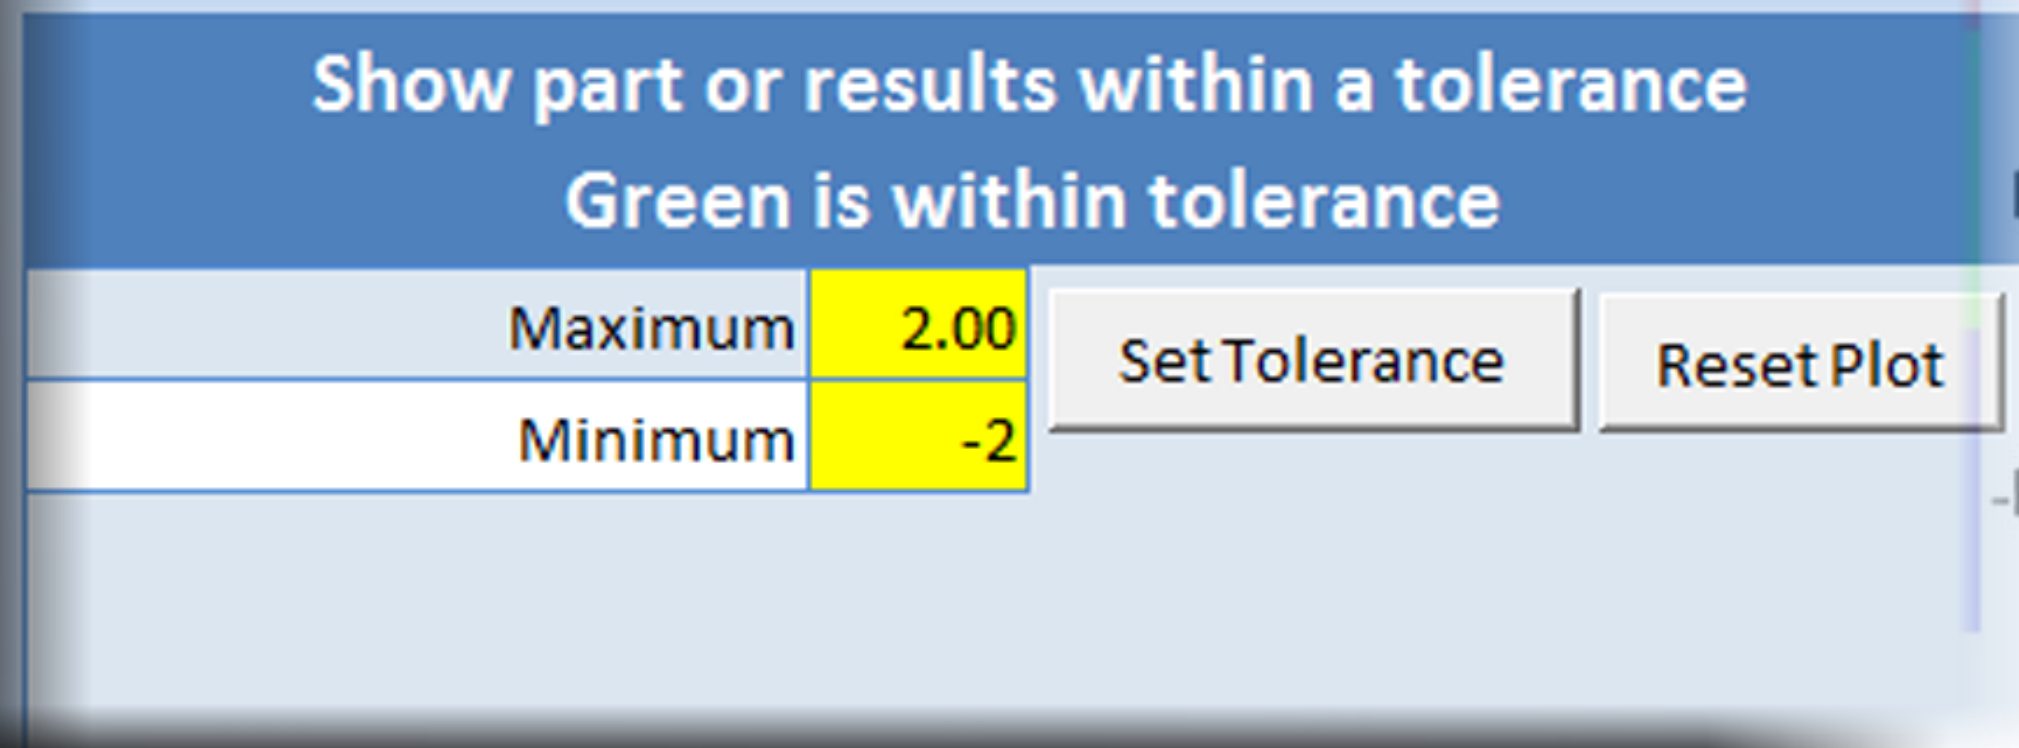 Show part or results within a tolerance
Green is within tolerance
Maximum 2.00
Set Tolerance Reset Plot
Minimum -2